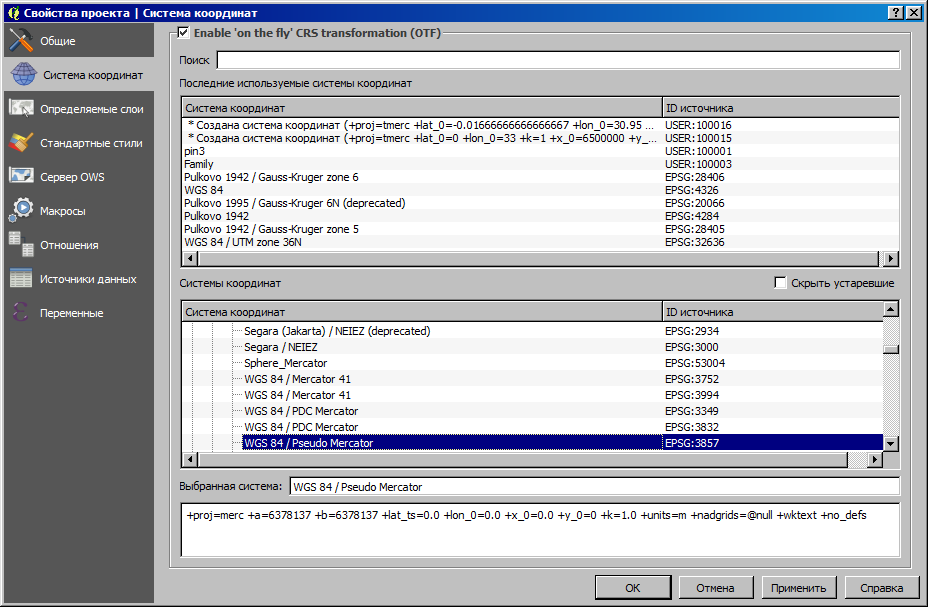 Свойства проекта | Система координат
Общие
Система координат
Определяемые слои
Стандартные стили
Сервер OWS
Макросы
Отношения
Источники данных
Переменные
Enable 'on the fly' CRS transformation (OTF)
Поиск
Последние используемые системы координат
Система координат ID источника
* Создана система координат (+proj=tmerc +lat_0=-0.01666666666666667 +lon_0=30.95 ... USER:100016
* Создана система координат (+proj=tmerc +lat_0=0 +lon_0=33 +k=1 +x_0=6500000 +y_... USER:100015
pin3 USER:100001
Family USER:100003
Pulkovo 1942 / Gauss-Kruger zone 6 EPSG:28406
WGS 84 EPSG:4326
Pulkovo 1995 / Gauss-Kruger 6N (deprecated) EPSG:20066
Pulkovo 1942 EPSG:4284
Pulkovo 1942 / Gauss-Kruger zone 5 EPSG:28405
WGS 84 / UTM zone 36N EPSG:32636
Системы координат Скрыть устаревшие
Система координат ID источника
Segara (Jakarta) / NEIEZ (deprecated) EPSG:2934
Segara / NEIEZ EPSG:3000
Sphere_Mercator EPSG:53004
WGS 84 / Mercator 41 EPSG:3752
WGS 84 / Mercator 41 EPSG:3994
WGS 84 / PDC Mercator EPSG:3349
WGS 84 / PDC Mercator EPSG:3832
WGS 84 / Pseudo Mercator EPSG:3857
Выбранная система: WGS 84 / Pseudo Mercator
+proj=merc +a=6378137 +b=6378137 +lat_ts=0.0 +lon_0=0.0 +x_0=0.0 +y_0=0 +k=1.0 +units=m +nadgrids=@null +wktext +no_defs
OK Отмена Применить Справка